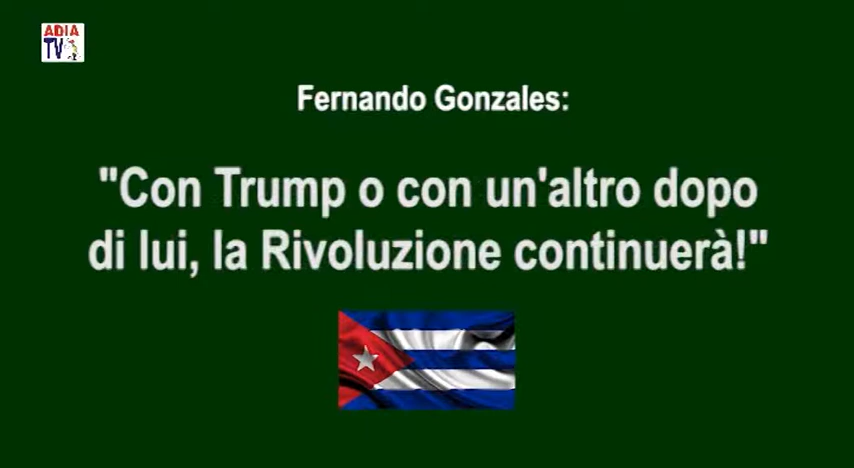 ADIA
TV
Fernando Gonzales:
"Con Trump o con un'altro dopo
di lui, la Rivoluzione continuerà!"